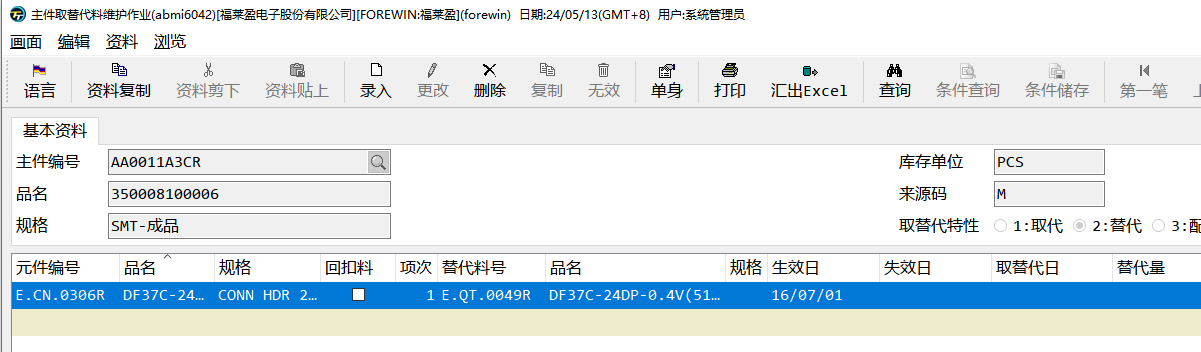 主件取替代料维护作业(abmi6042)[福莱盈电子股份有限公司][FOREWIN:福莱盈](forewin) 日期:24/05/13(GMT+8) 用户:系统管理员
画面 编辑 资料 浏览
语言 资料复制 资料剪下 资料贴上 录入 更改 删除 复制 无效 单身 打印 汇出Excel 查询 条件查询 条件储存 第一笔 上
基本资料
主件编号 AA0011A3CR 库存单位 PCS
品名 350008100006 来源码 M
规格 SMT-成品 取替代特性 1:取代 2:替代 3:配
元件编号 品名 规格 回扣料 项次 替代料号 品名 规格 生效日 失效日 取替代日 替代量
E.CN.0306R DF37C-24... CONN HDR 2... 1 E.QT.0049R DF37C-24DP-0.4V(51... 16/07/01